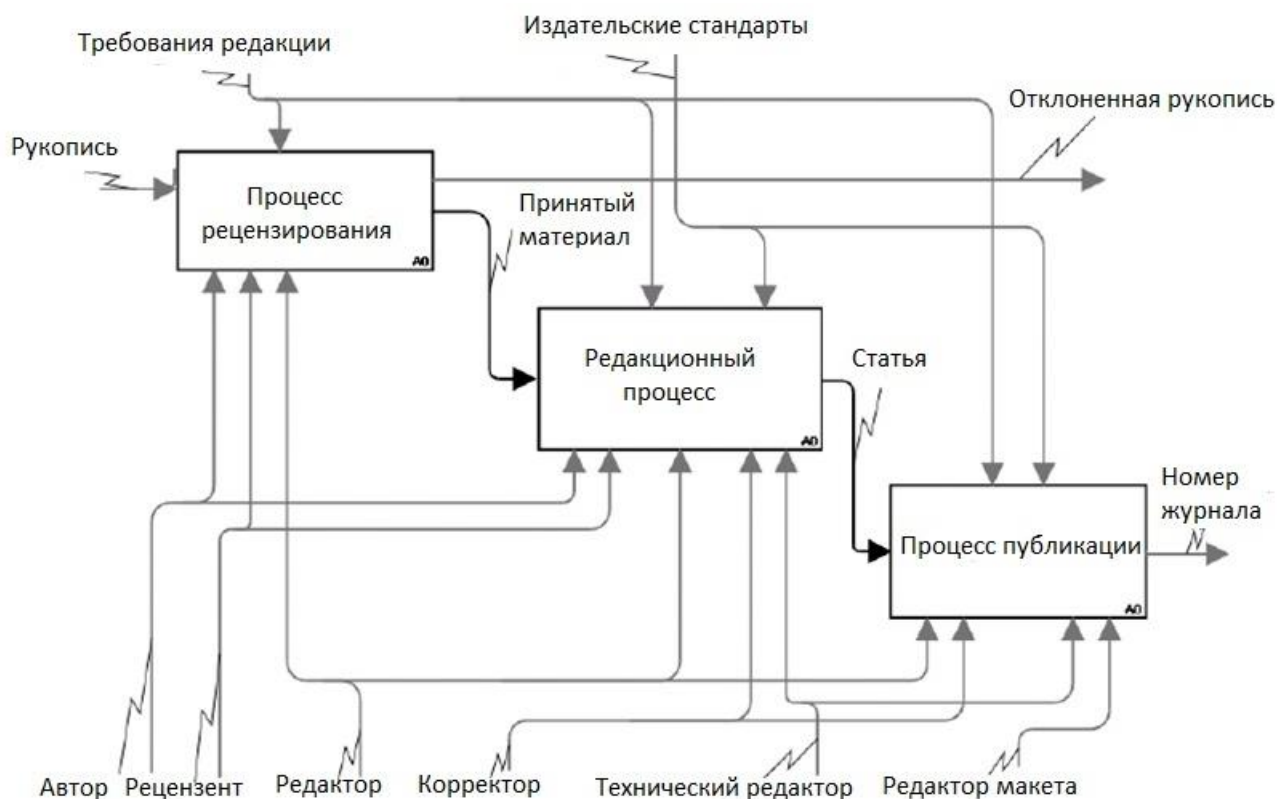 Требования редакции
Издательские стандарты
Отклоненная рукопись
Рукопись
Процесс
рецензирования
A0
Принятый
материал
Редакционный
процесс
A0
Статья
Номер
журнала
Процесс публикации
A0
Автор
Рецензент
Редактор
Корректор
Технический редактор
Редактор макета